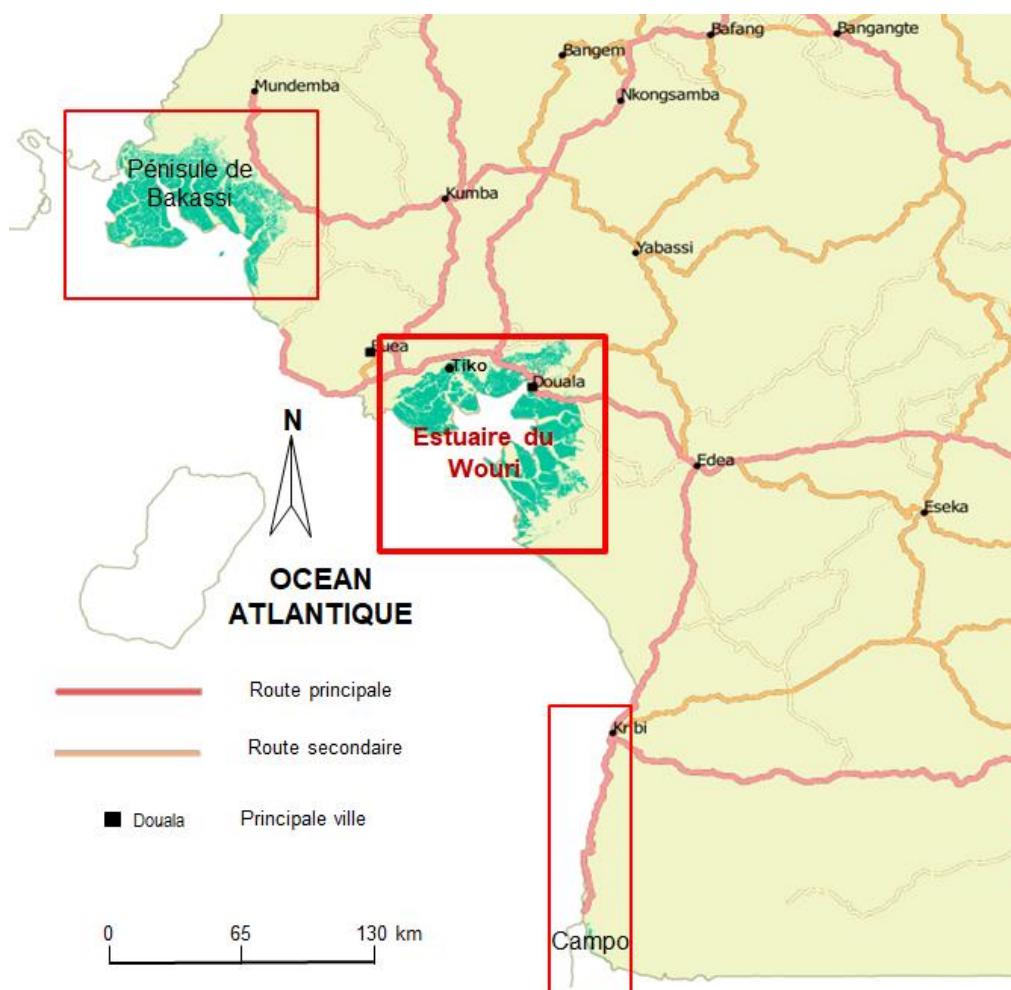 Bafang
Bangangte
Bangem
Mundemba
Nkongsamba
Pénisule de
Bakassi
Kumba
Yabassi
Buea
Tiko
Douala
N
Estuaire du
Wouri
Edea
Eseka
OCEAN
ATLANTIQUE
Route principale
Route secondaire
Kribi
Douala
Principale ville
0 65 130 km
Campo